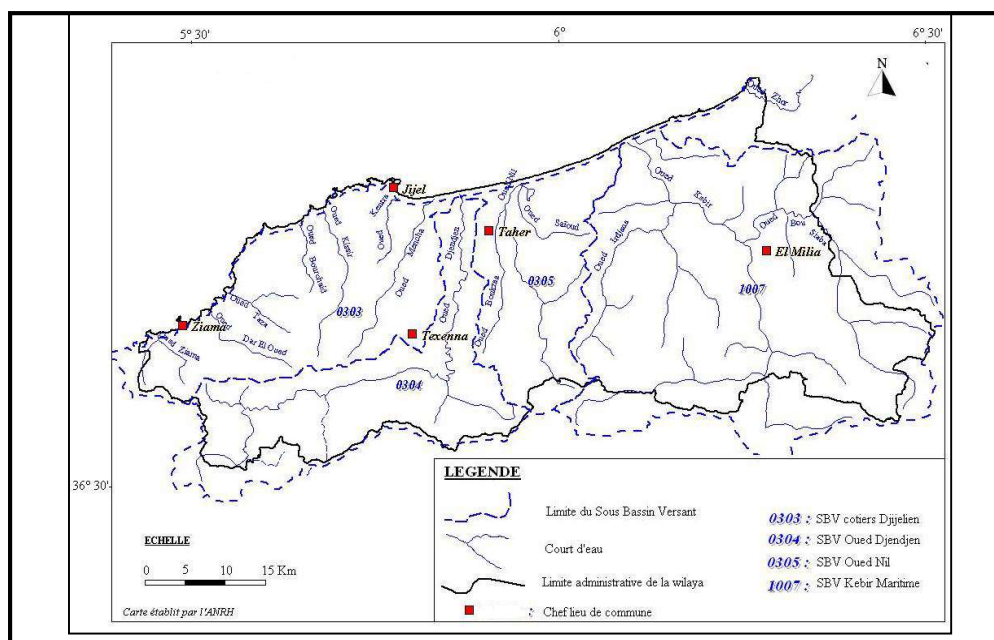 5° 30'
6°
6° 30'
N
Oued Zhor
Jijel
Kantra
Oued
Oued Kissir
Oued Bourchaid
Oued Mencha
Oued Djendjen
Oued Nil
Taher
Oued Saïoud
Oued Boukraa
Oued Irdjana
Oued Kebir
Oued Bou Siaba
El Milia
0303
0305
1007
Oued Taza
Oued
Dar El Oued
Ziama
Oued Ziama
Texenna
0304
36° 30'
LEGENDE
Limite du Sous Bassin Versant
Court d'eau
Limite administrative de la wilaya
: Chef lieu de commune
0303 : SBV cotiers Djijelien
0304 : SBV Oued Djendjen
0305 : SBV Oued Nil
1007 : SBV Kebir Maritime
ECHELLE
0 5 10 15 Km
Carte établit par l'ANRH